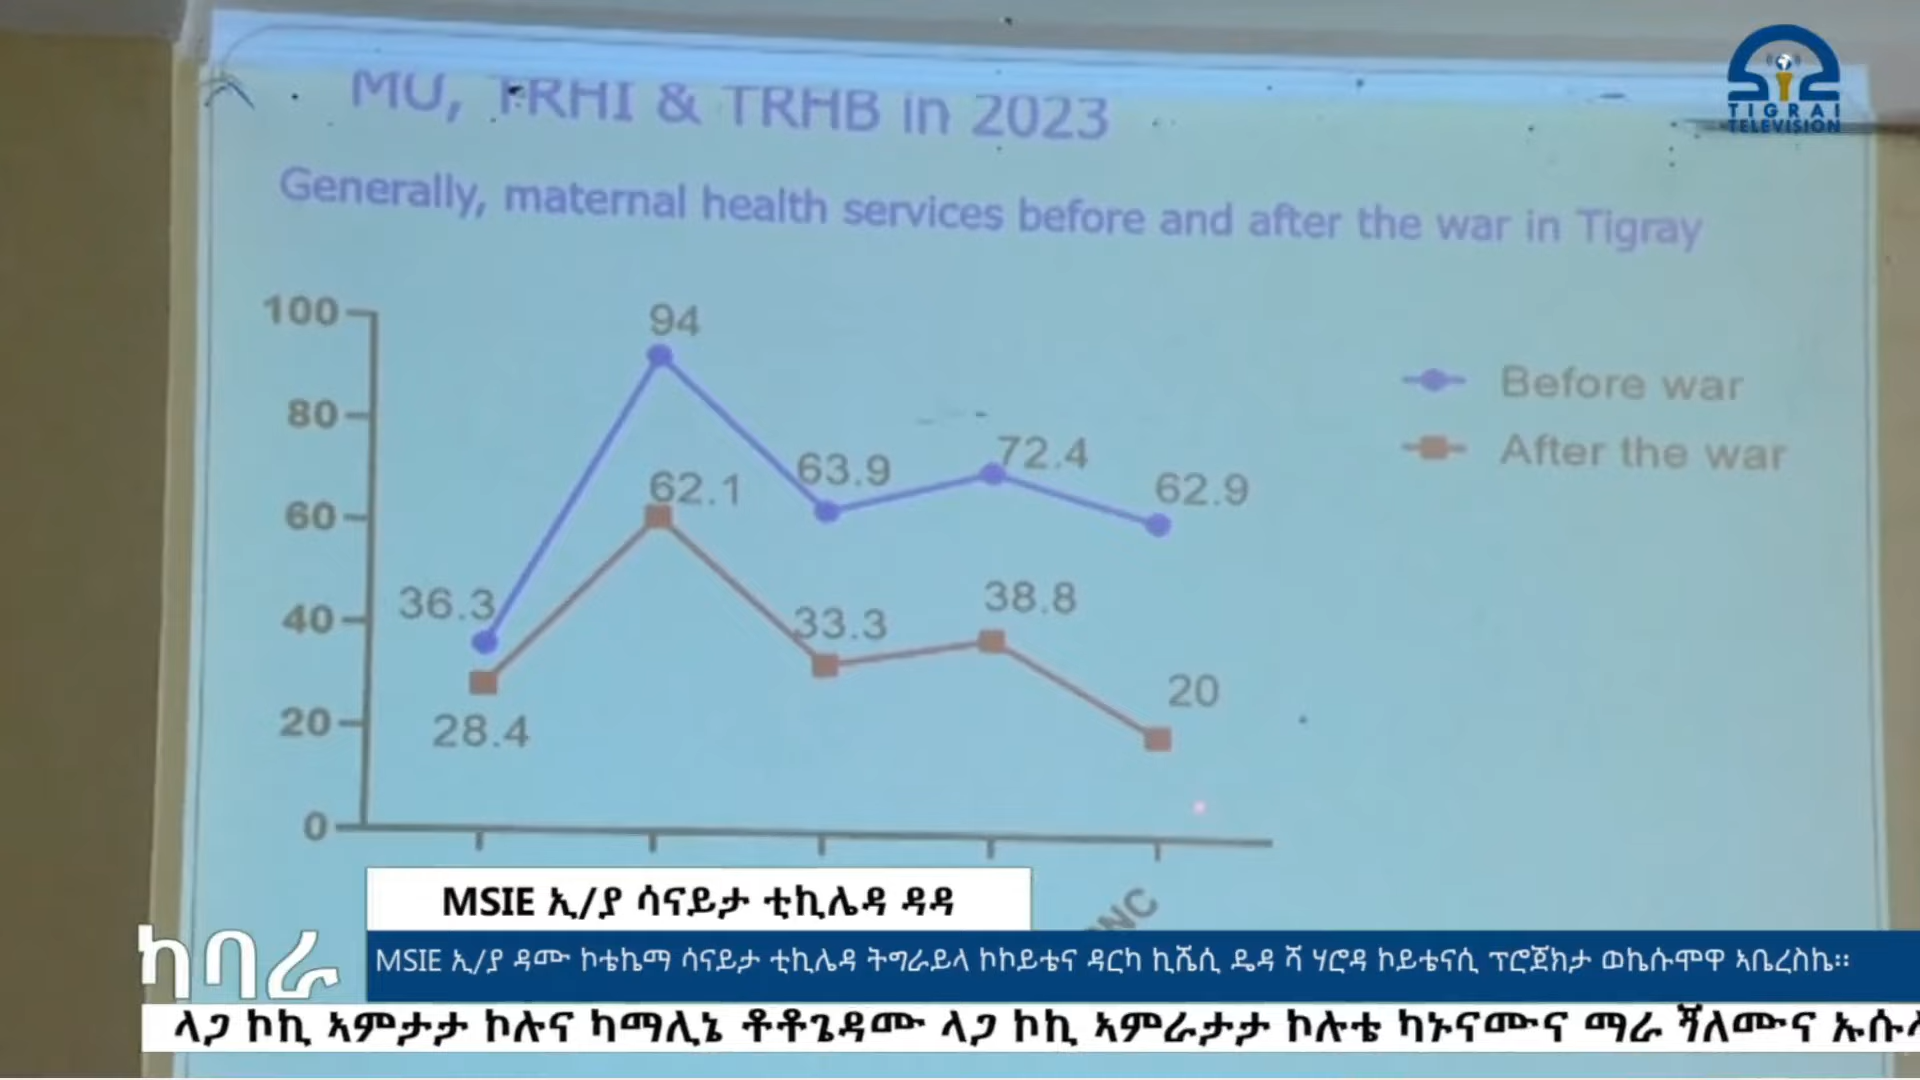 TIGRAI
TELEVISION
MU, TRHI & TRHB in 2023
Generally, maternal health services before and after the war in Tigray
100
80
60
40
20
0
94
63.9
72.4
62.9
36.3
62.1
33.3
38.8
20
28.4
Before war
After the war
MSIE ኢ/ያ ሳናይታ ቲኪሌዳ ዳዳ
ካባራ
MSIE ኢ/ያ ዳሙ ኮቴኬማ ሳናይታ ቲኪሌዳ ትግራይላ ኮኮይቴና ዳርካ ኪሼሲ ዴዳ ሻ ሃሮዳ ኮይቴናሲ ፕሮጀክታ ወኬሱሞዋ ኣቤረስኬ።
ላጋ ኮኪ ኣምታታ ኮሉና ካማሊኔ ቶቶጌዳሙ ላጋ ኮኪ ኣምራታታ ኮሉቴ ካኑናሙና ማራ